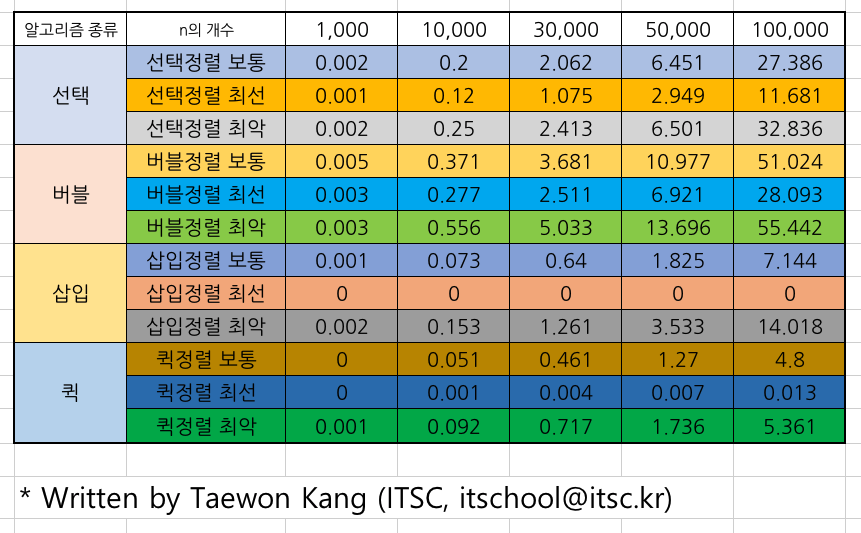 알고리즘 종류 n의 개수 1,000 10,000 30,000 50,000 100,000
선택 선택정렬 보통 0.002 0.2 2.062 6.451 27.386
선택정렬 최선 0.001 0.12 1.075 2.949 11.681
선택정렬 최악 0.002 0.25 2.413 6.501 32.836
버블 버블정렬 보통 0.005 0.371 3.681 10.977 51.024
버블정렬 최선 0.003 0.277 2.511 6.921 28.093
버블정렬 최악 0.003 0.556 5.033 13.696 55.442
삽입 삽입정렬 보통 0.001 0.073 0.64 1.825 7.144
삽입정렬 최선 0 0 0 0 0
삽입정렬 최악 0.002 0.153 1.261 3.533 14.018
퀵 퀵정렬 보통 0 0.051 0.461 1.27 4.8
퀵정렬 최선 0 0.001 0.004 0.007 0.013
퀵정렬 최악 0.001 0.092 0.717 1.736 5.361
* Written by Taewon Kang (ITSC, itschool@itsc.kr)